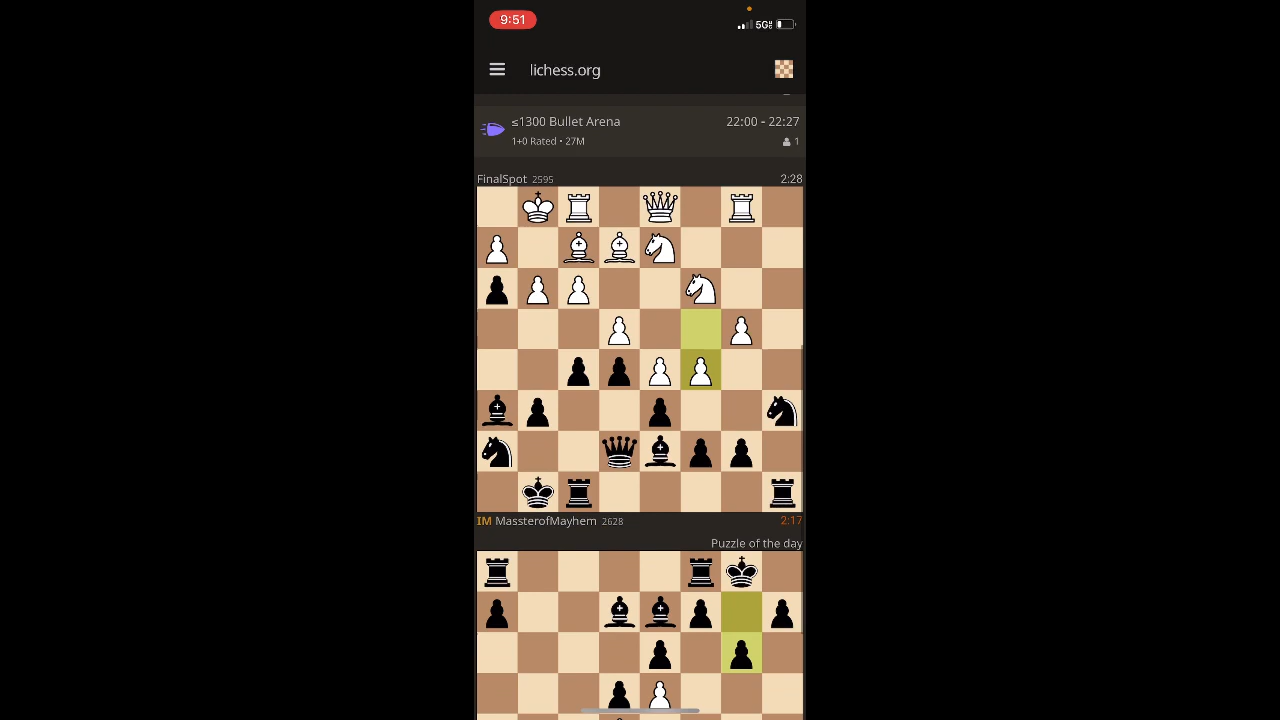 9:51
5G
lichess.org
≤1300 Bullet Arena
22:00 - 22:27
1+0 Rated • 27M
1
FinalSpot 2595
2:28
IM MassterofMayhem 2628
2:17
Puzzle of the day